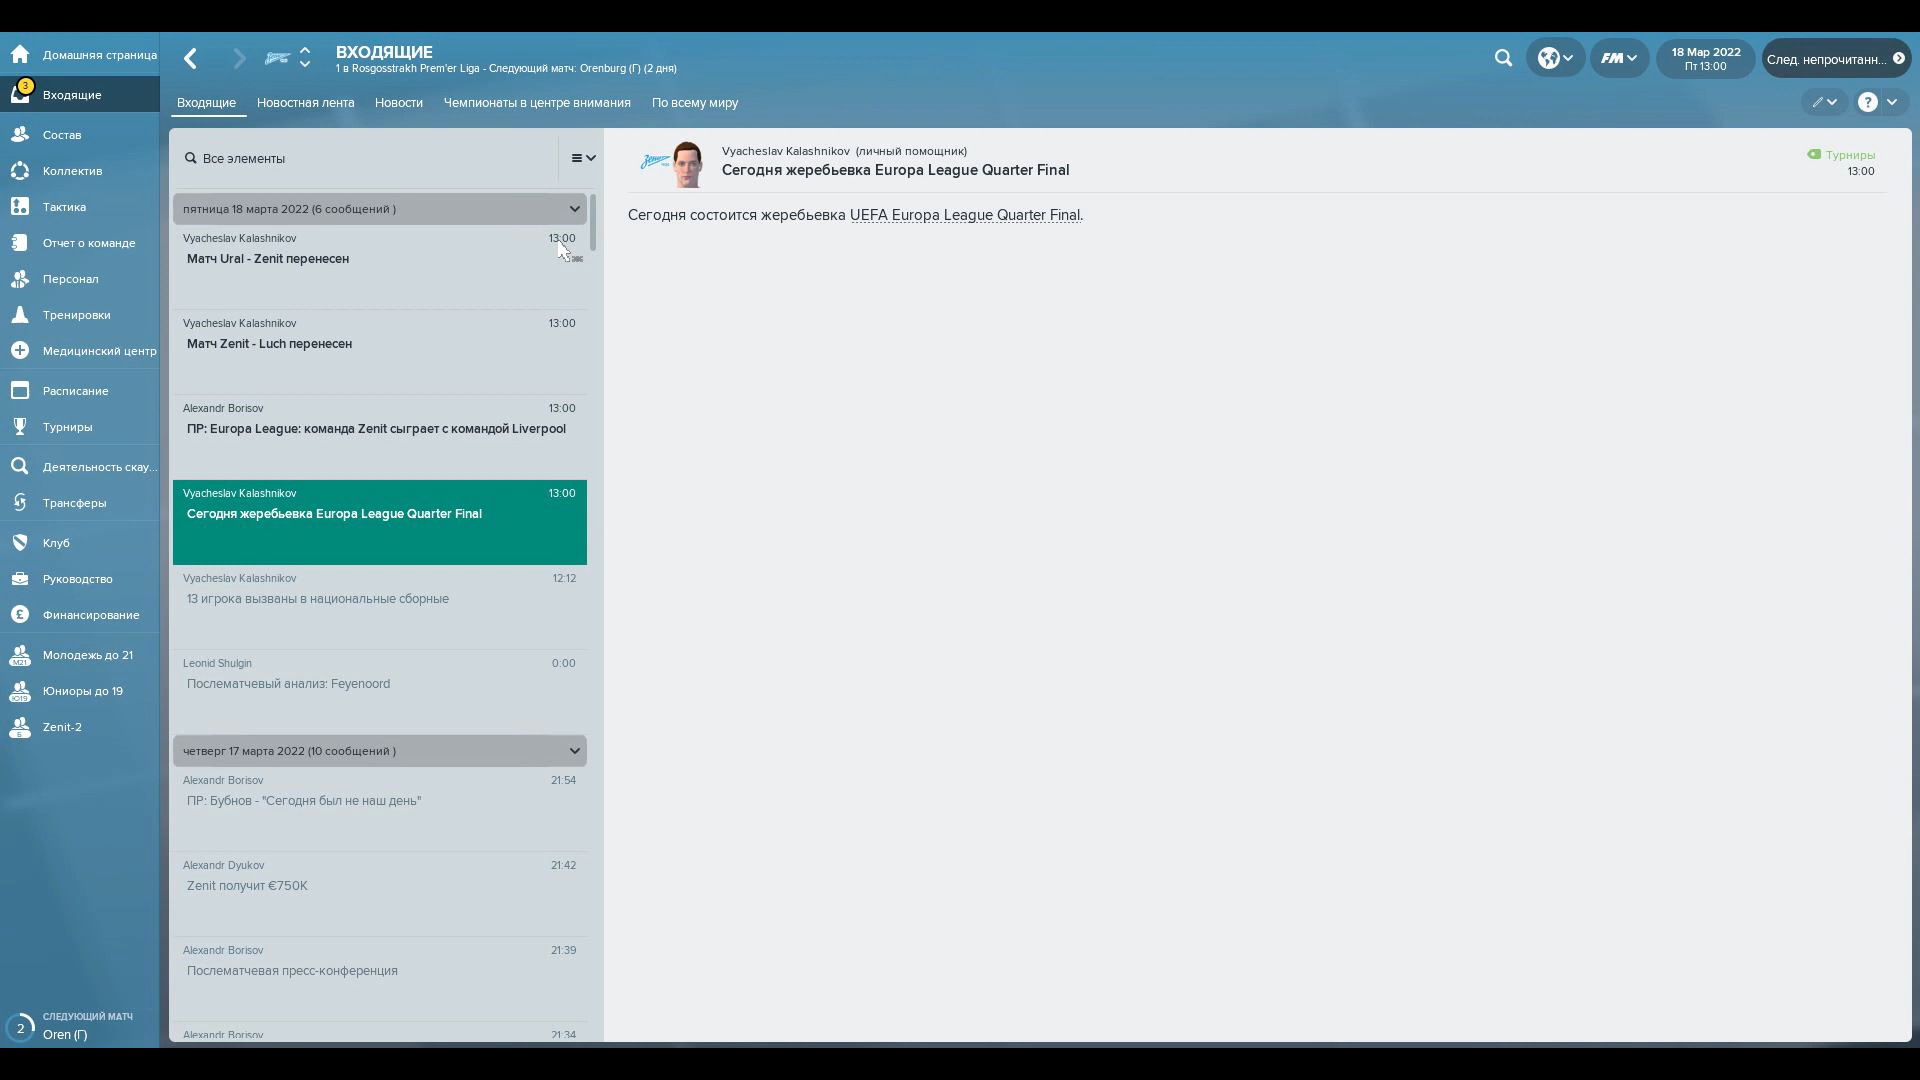 Домашняя страница
3
Входящие
Состав
Коллектив
Тактика
Отчет о команде
Персонал
Тренировки
Медицинский центр
Расписание
Турниры
Деятельность скау...
Трансферы
Клуб
Руководство
Финансирование
M21
Молодежь до 21
Ю19
Юниоры до 19
Б
Zenit-2
СЛЕДУЮЩИЙ МАТЧ
2
Oren (Г)
ВХОДЯЩИЕ
1 в Rosgosstrakh Prem'er Liga - Следующий матч: Orenburg (Г) (2 дня)
FM
18 Мар 2022
Пт 13:00
След. непрочитанн...
Входящие
Новостная лента
Новости
Чемпионаты в центре внимания
По всему миру
?
Все элементы
пятница 18 марта 2022 (6 сообщений )
Vyacheslav Kalashnikov 13:00
Матч Ural - Zenit перенесен
Vyacheslav Kalashnikov 13:00
Матч Zenit - Luch перенесен
Alexandr Borisov 13:00
ПР: Europa League: команда Zenit сыграет с командой Liverpool
Vyacheslav Kalashnikov 13:00
Сегодня жеребьевка Europa League Quarter Final
Vyacheslav Kalashnikov 12:12
13 игрока вызваны в национальные сборные
Leonid Shulgin 0:00
Послематчевый анализ: Feyenoord
четверг 17 марта 2022 (10 сообщений )
Alexandr Borisov 21:54
ПР: Бубнов - "Сегодня был не наш день"
Alexandr Dyukov 21:42
Zenit получит €750K
Alexandr Borisov 21:39
Послематчевая пресс-конференция
Alexandr Borisov 21:34
Vyacheslav Kalashnikov (личный помощник)
Сегодня жеребьевка Europa League Quarter Final
Турниры
13:00
Сегодня состоится жеребьевка UEFA Europa League Quarter Final.